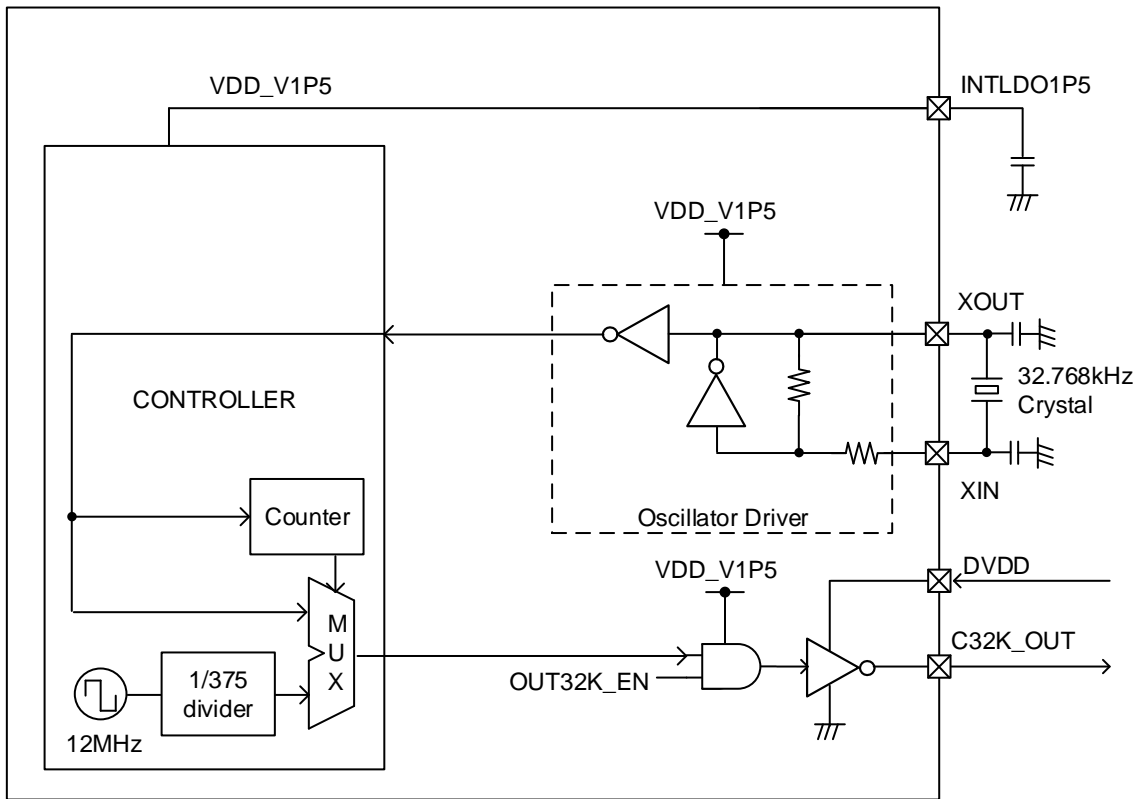 VDD_V1P5
INTLDO1P5
VDD_V1P5
XOUT
32.768kHz
Crystal
XIN
Oscillator Driver
CONTROLLER
Counter
M
U
X
1/375
divider
12MHz
VDD_V1P5
OUT32K_EN
DVDD
C32K_OUT